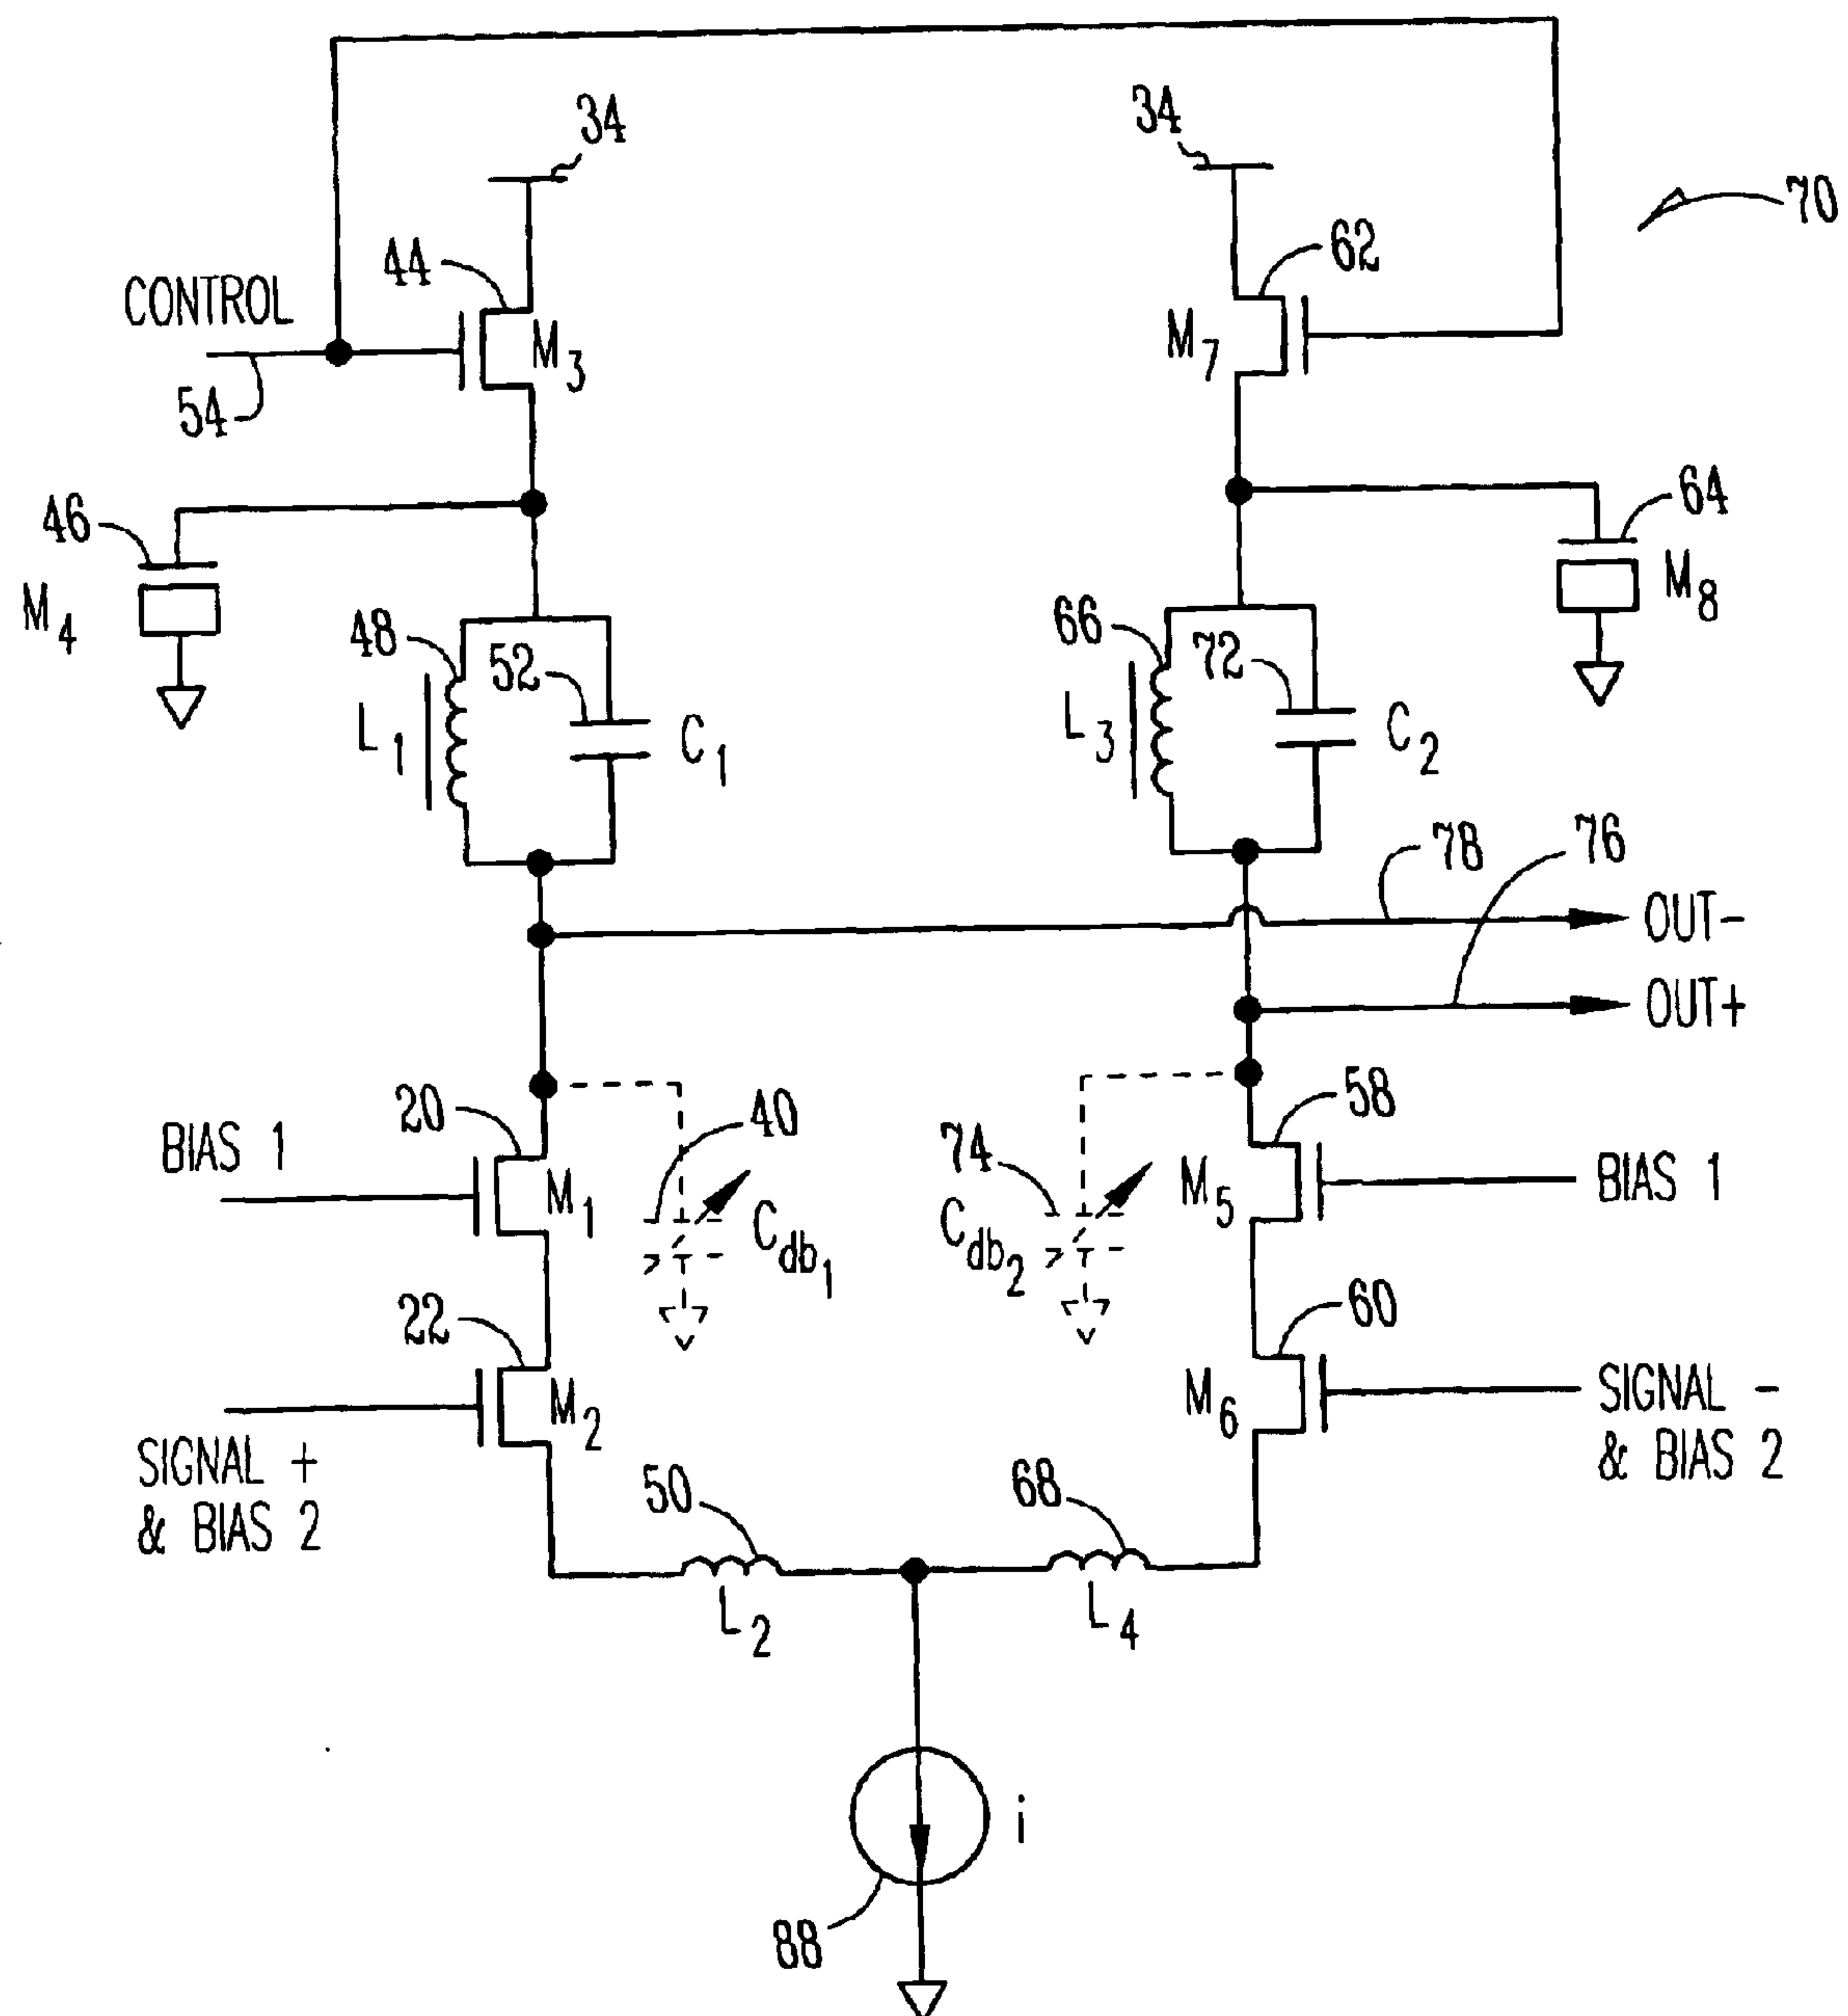 34
34
70
44
62
CONTROL
M3
M7
54
46
64
M4
M8
48
52
66
72
L1
C1
L3
C2
78
76
OUT-
OUT+
20
40
74
58
BIAS 1
M1
Cdb1
Cdb2
M5
BIAS 1
22
60
M2
M6
SIGNAL -
& BIAS 2
SIGNAL +
& BIAS 2
50
68
L2
L4
i
88